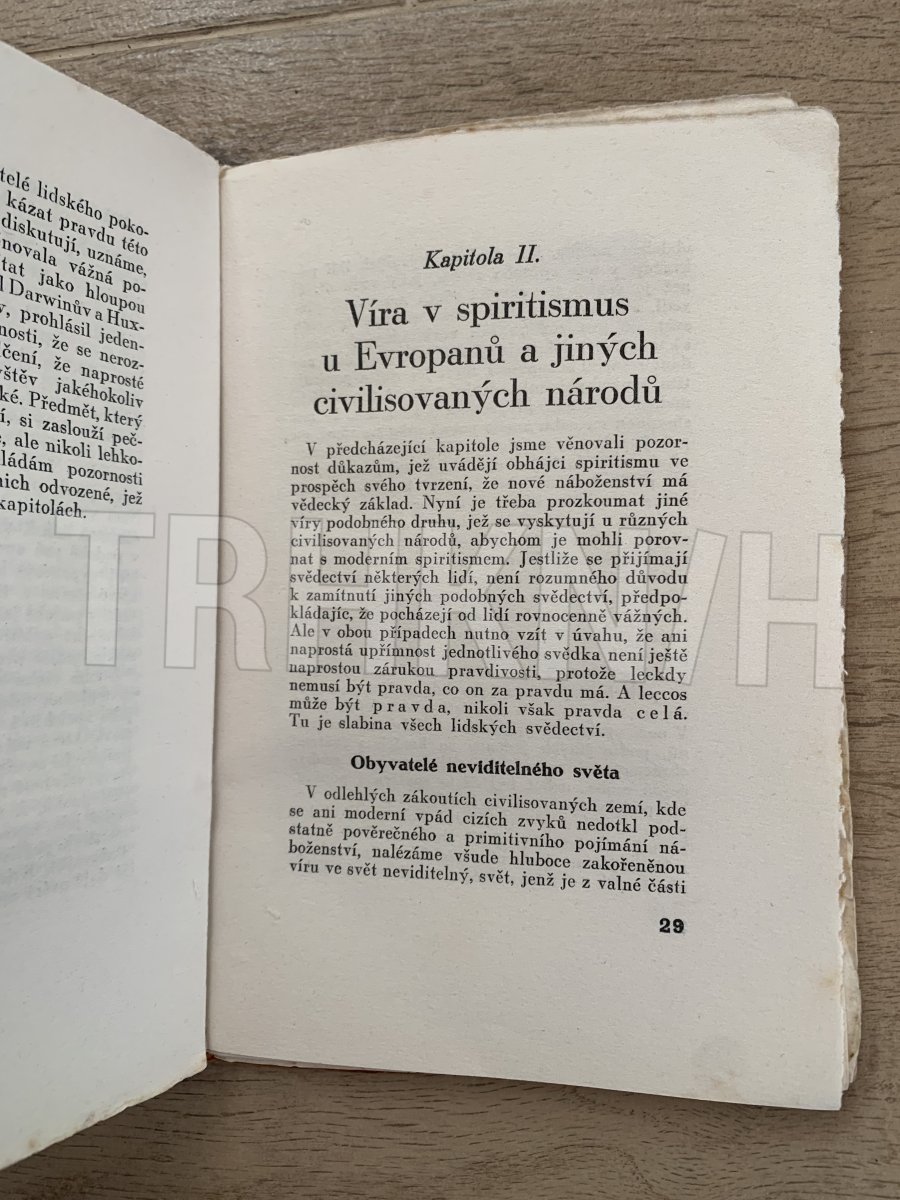 telé lidského poko-
kázat pravdu této
diskutují, uznáme,
novala vážná po-
tat jako hloupou
l Darwinův a Hux-
v, prohlásil jeden-
nosti, že se neroz-
čení, že naprosté
vštěv jakéhokoliv
ké. Předmět, který
í, si zaslouží peč-
, ale nikoli lehko-
kládám pozornosti
nich odvozené, jež
kapitolách.
Kapitola II.
Víra v spiritismus
u Evropanů a jiných
civilisovaných národů
V předcházející kapitole jsme věnovali pozor-
nost důkazům, jež uvádějí obhájci spiritismu ve
prospěch svého tvrzení, že nové náboženství má
vědecký základ. Nyní je třeba prozkoumat jiné
víry podobného druhu, jež se vyskytují u různých
civilisovaných národů, abychom je mohli porov-
nat s moderním spiritismem. Jestliže se přijímají
svědectví některých lidí, není rozumného důvodu
k zamítnutí jiných podobných svědectví, předpo-
kládajíc, že pocházejí od lidí rovnocenně vážných.
Ale v obou případech nutno vzít v úvahu, že ani
naprostá upřímnost jednotlivého svědka není ještě
naprostou zárukou pravdivosti, protože leckdy
nemusí být pravda, co on za pravdu má. A leccos
může být pravda, nikoli však pravda celá.
Tu je slabina všech lidských svědectví.
Obyvatelé neviditelného světa
V odlehlých zákoutích civilisovaných zemí, kde
se ani moderní vpád cizích zvyků nedotkl pod-
statně pověrečného a primitivního pojímání ná-
boženství, nalézáme všude hluboce zakořeněnou
víru ve svět neviditelný, svět, jenž je z valné části
29